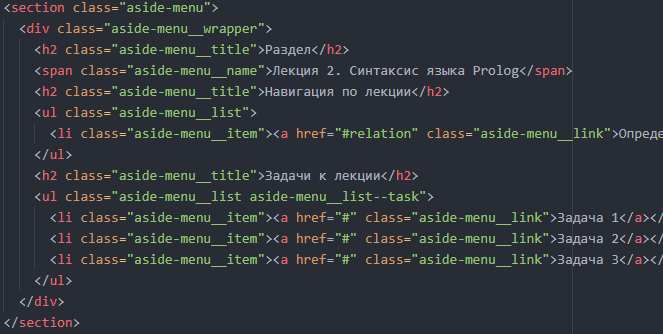 <section class="aside-menu">
<div class="aside-menu__wrapper">
<h2 class="aside-menu__title">Раздел</h2>
<span class="aside-menu__name">Лекция 2. Синтаксис языка Prolog</span>
<h2 class="aside-menu__title">Навигация по лекции</h2>
<ul class="aside-menu__list">
<li class="aside-menu__item"><a href="#relation" class="aside-menu__link">Опреде
</ul>
<h2 class="aside-menu__title">Задачи к лекции</h2>
<ul class="aside-menu__list aside-menu__list--task">
<li class="aside-menu__item"><a href="#" class="aside-menu__link">Задача 1</a></
<li class="aside-menu__item"><a href="#" class="aside-menu__link">Задача 2</a></
<li class="aside-menu__item"><a href="#" class="aside-menu__link">Задача 3</a></
</ul>
</div>
</section>